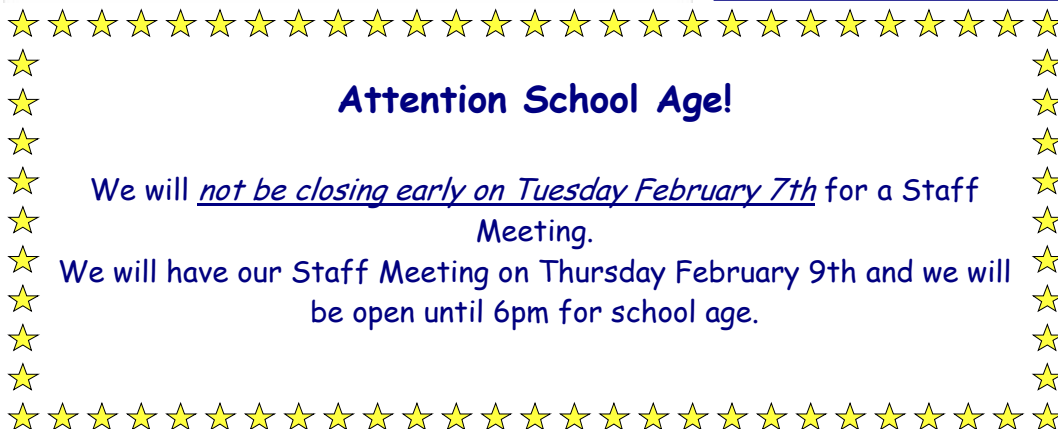 Attention School Age!
We will not be closing early on Tuesday February 7th for a Staff
Meeting.
We will have our Staff Meeting on Thursday February 9th and we will
be open until 6pm for school age.